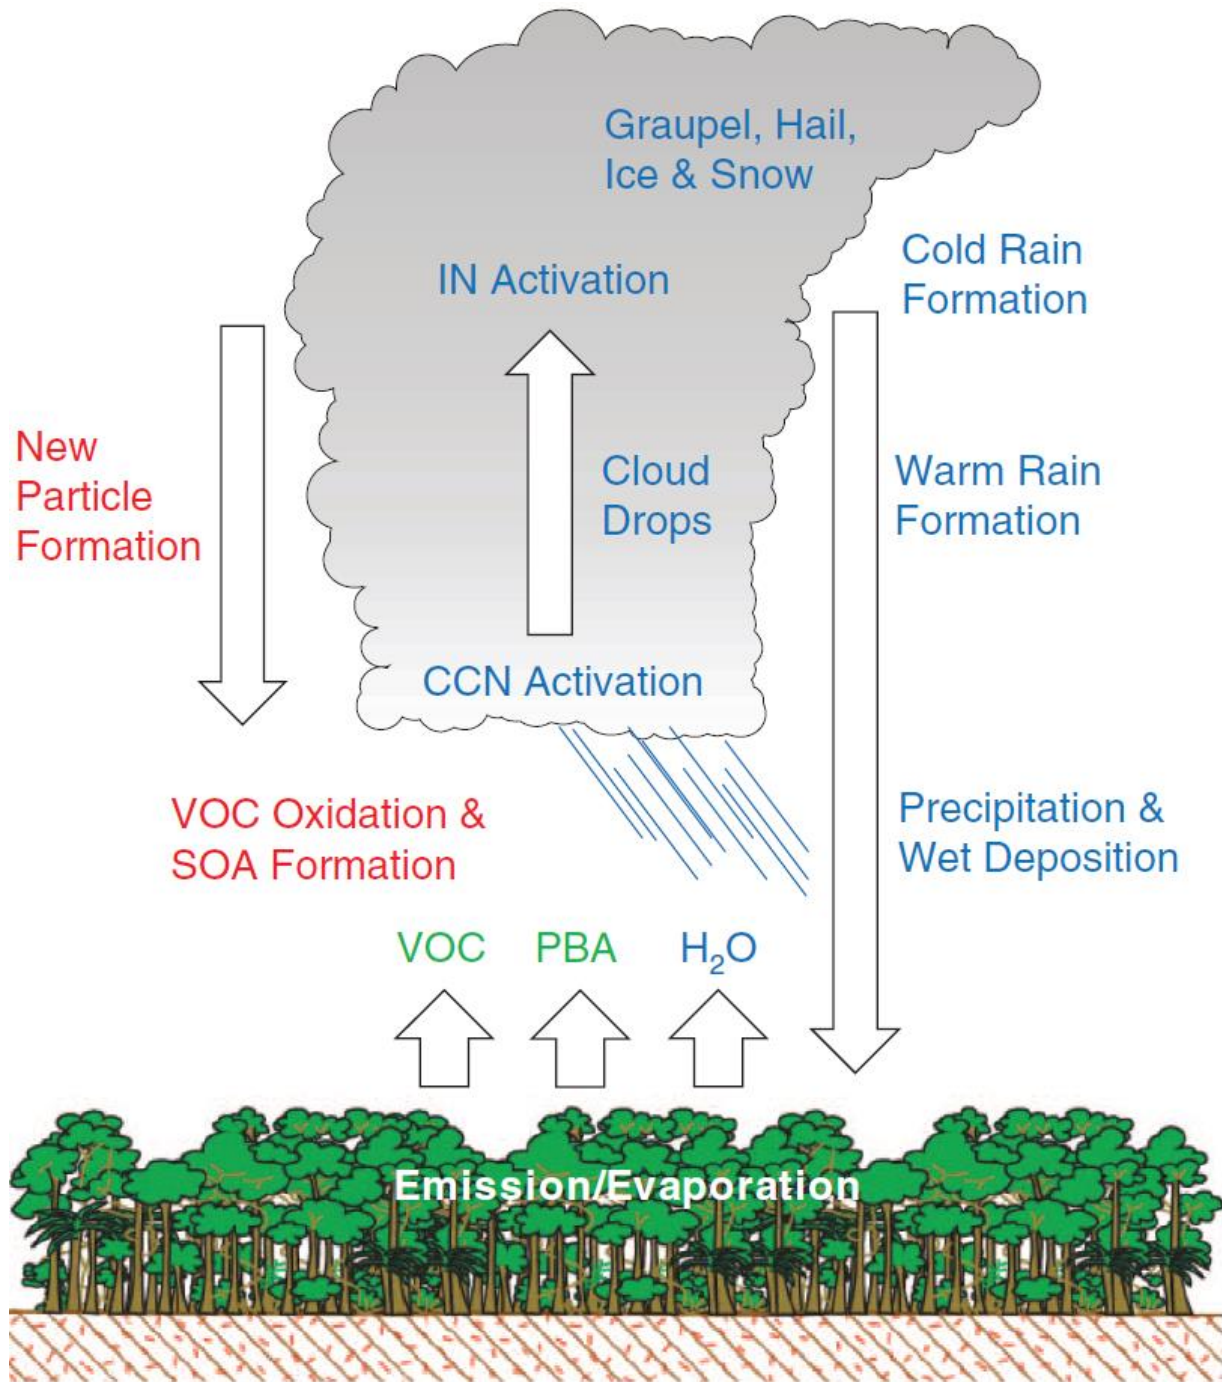 Graupel, Hail,
Ice & Snow
Cold Rain
Formation
IN Activation
New
Particle
Formation
Cloud
Drops
Warm Rain
Formation
CCN Activation
VOC Oxidation &
SOA Formation
Precipitation &
Wet Deposition
VOC
PBA
H₂O
Emission/Evaporation